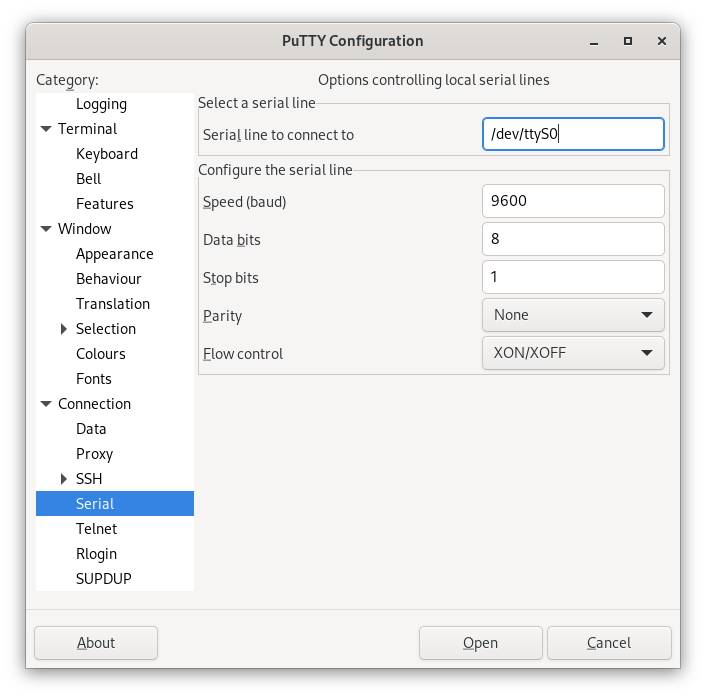 PuTTY Configuration
Category:
Logging
Terminal
Keyboard
Bell
Features
Window
Appearance
Behaviour
Translation
Selection
Colours
Fonts
Connection
Data
Proxy
SSH
Serial
Telnet
Rlogin
SUPDUP
Options controlling local serial lines
Select a serial line
Serial line to connect to /dev/ttyS0
Configure the serial line
Speed (baud) 9600
Data bits 8
Stop bits 1
Parity None
Flow control XON/XOFF
About Open Cancel